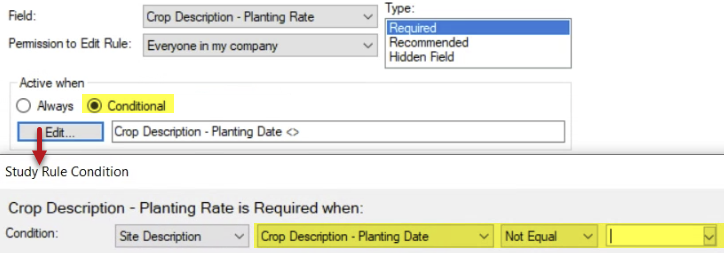 Field: Crop Description - Planting Rate Type:
Required
Permission to Edit Rule: Everyone in my company Recommended
Hidden Field
Active when
Always Conditional
Edit... Crop Description - Planting Date <>
Study Rule Condition
Crop Description - Planting Rate is Required when:
Condition: Site Description Crop Description - Planting Date Not Equal